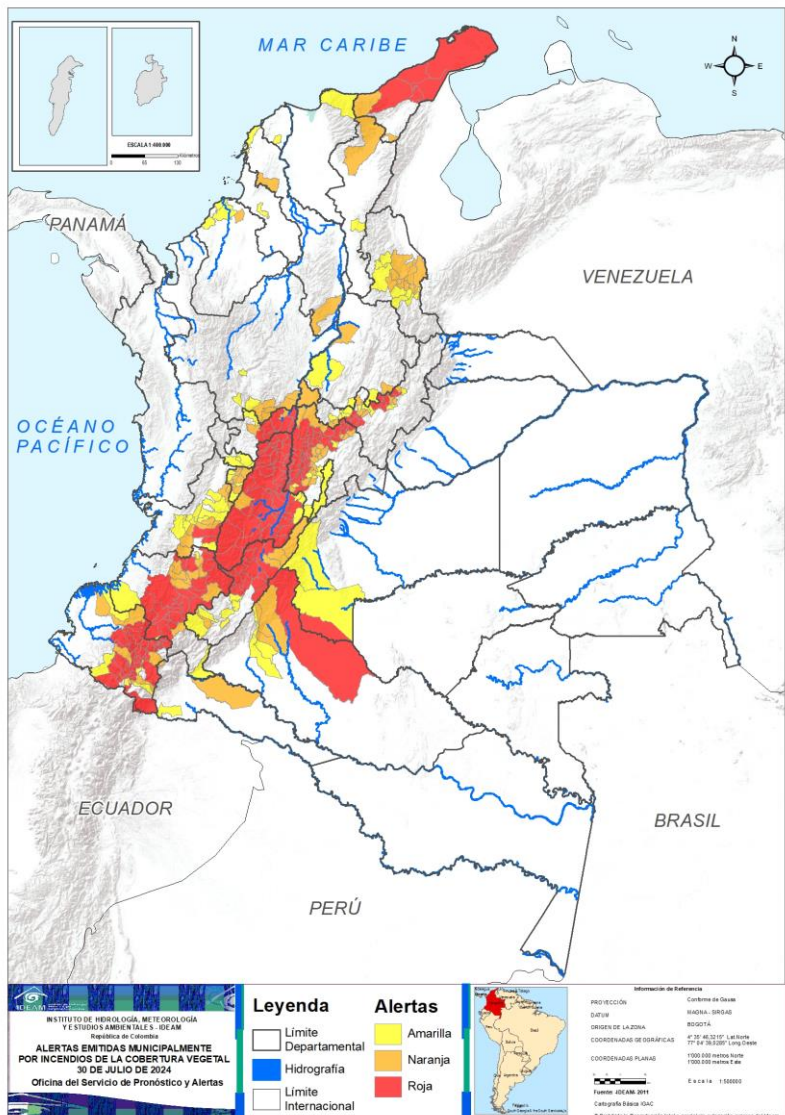 MAR CARIBE
N
W
E
S
ESCALA 1:400.000
PANAMÁ
VENEZUELA
OCÉANO
PACÍFICO
ECUADOR
BRASIL
PERÚ
IDEAM
INSTITUTO DE HIDROLOGÍA, METEOROLOGÍA
Y ESTUDIOS AMBIENTALES - IDEAM
República de Colombia
ALERTAS EMITIDAS MUNICIPALMENTE
POR INCENDIOS DE LA COBERTURA VEGETAL
30 DE JULIO DE 2024
Oficina del Servicio de Pronóstico y Alertas
Leyenda
Límite
Departamental
Hidrografía
Límite
Internacional
Alertas
Amarilla
Naranja
Roja
Información de Referencia
PROYECCIÓN Conforme de Gauss
DATUM MAGNA - SIRGAS
ORIGEN DE LA ZONA BOGOTÁ
COORDENADAS GEOGRÁFICAS
COORDENADAS PLANAS 1'000.000 metros Norte
1'000.000 metros Este
Fuente: IDEAM- 2011
Cartografía Básica IGAC